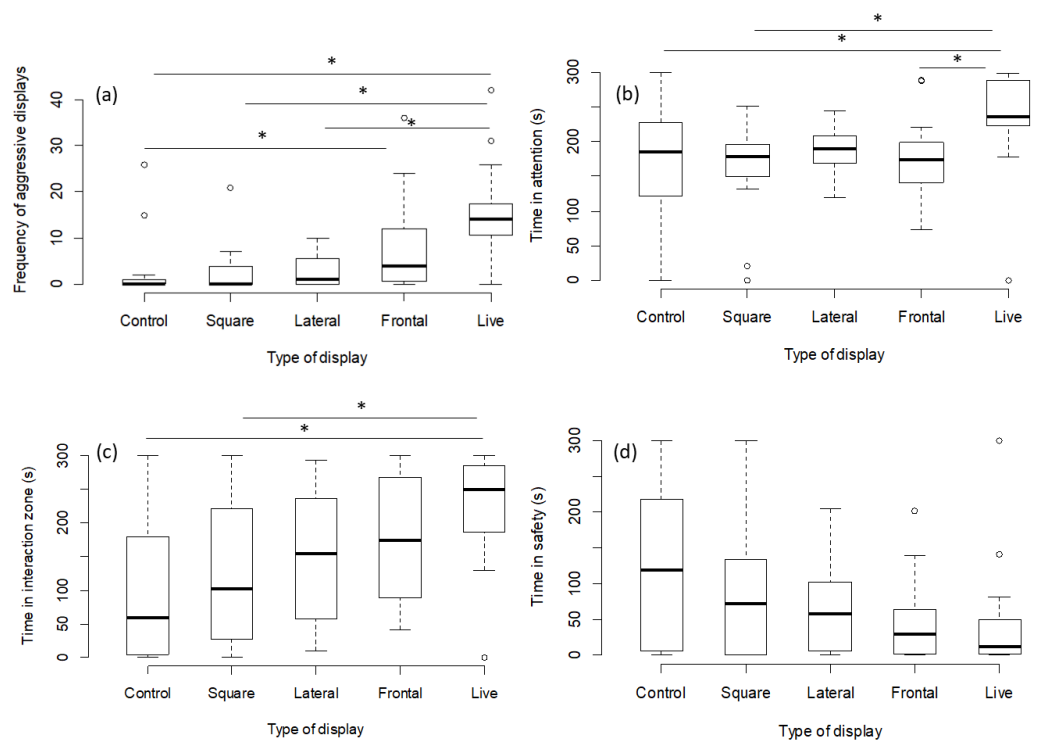 *
*
*
*
(a)
Frequency of aggressive displays
40
30
20
10
0
Control Square Lateral Frontal Live
Type of display
*
*
*
(b)
Time in attention (s)
300
200
100
50
0
Control Square Lateral Frontal Live
Type of display
*
*
(c)
Time in interaction zone (s)
300
200
100
50
0
Control Square Lateral Frontal Live
Type of display
(d)
Time in safety (s)
300
200
100
50
0
Control Square Lateral Frontal Live
Type of display